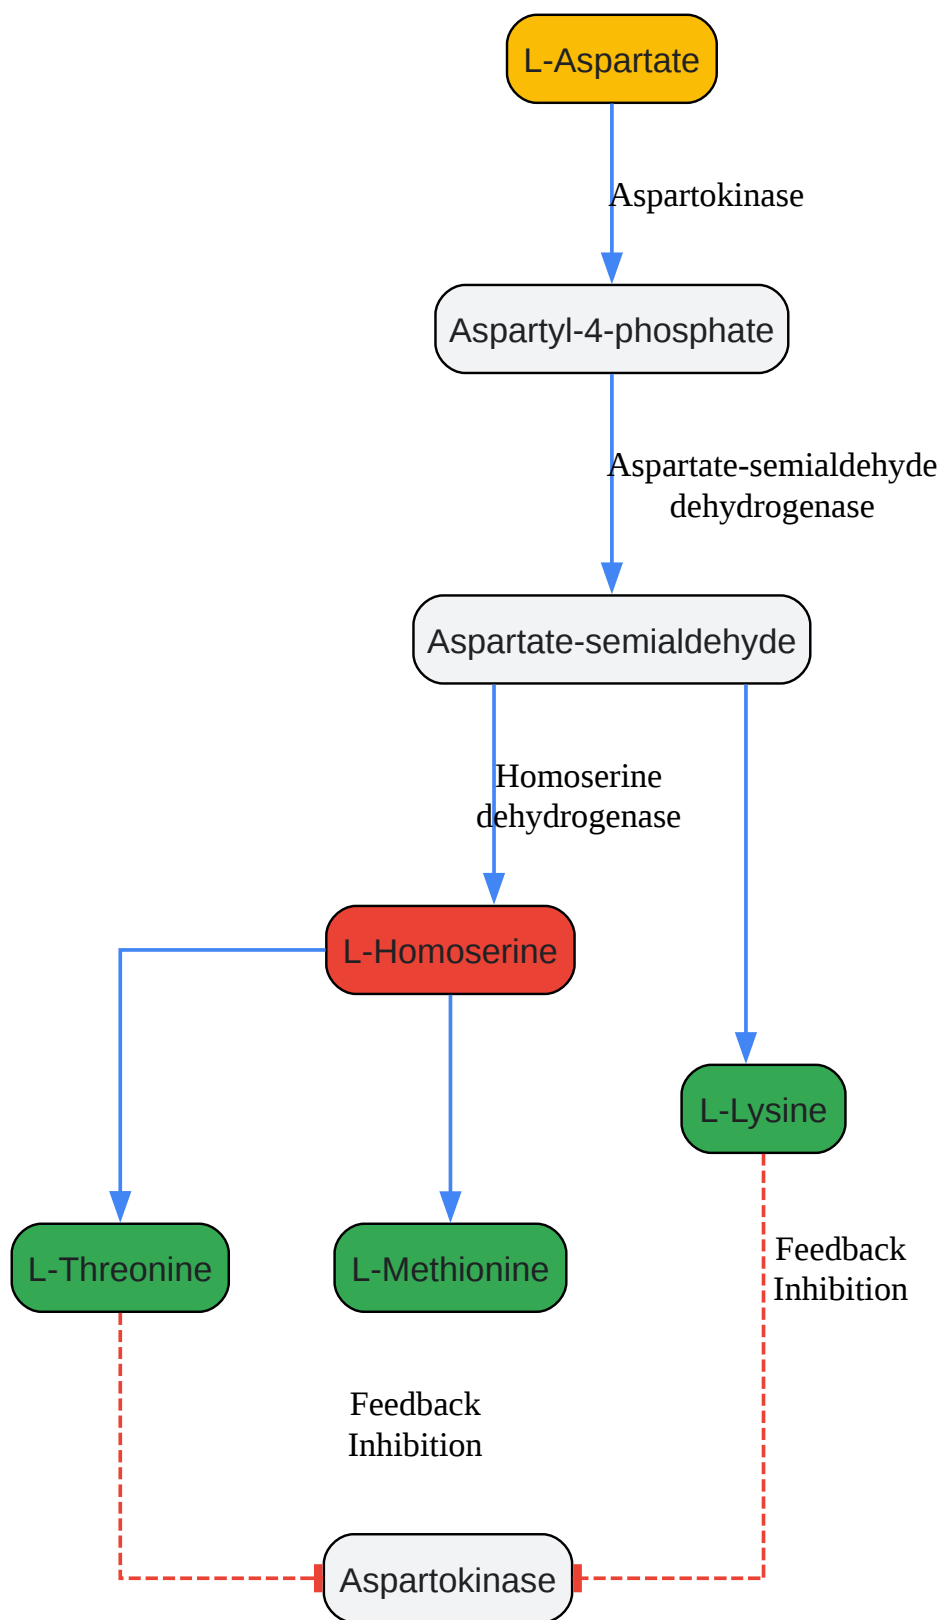 L-Aspartate
Aspartokinase
Aspartyl-4-phosphate
Aspartate-semialdehyde
dehydrogenase
Aspartate-semialdehyde
Homoserine
dehydrogenase
L-Homoserine
L-Lysine
L-Threonine
L-Methionine
Feedback
Inhibition
Feedback
Inhibition
Aspartokinase